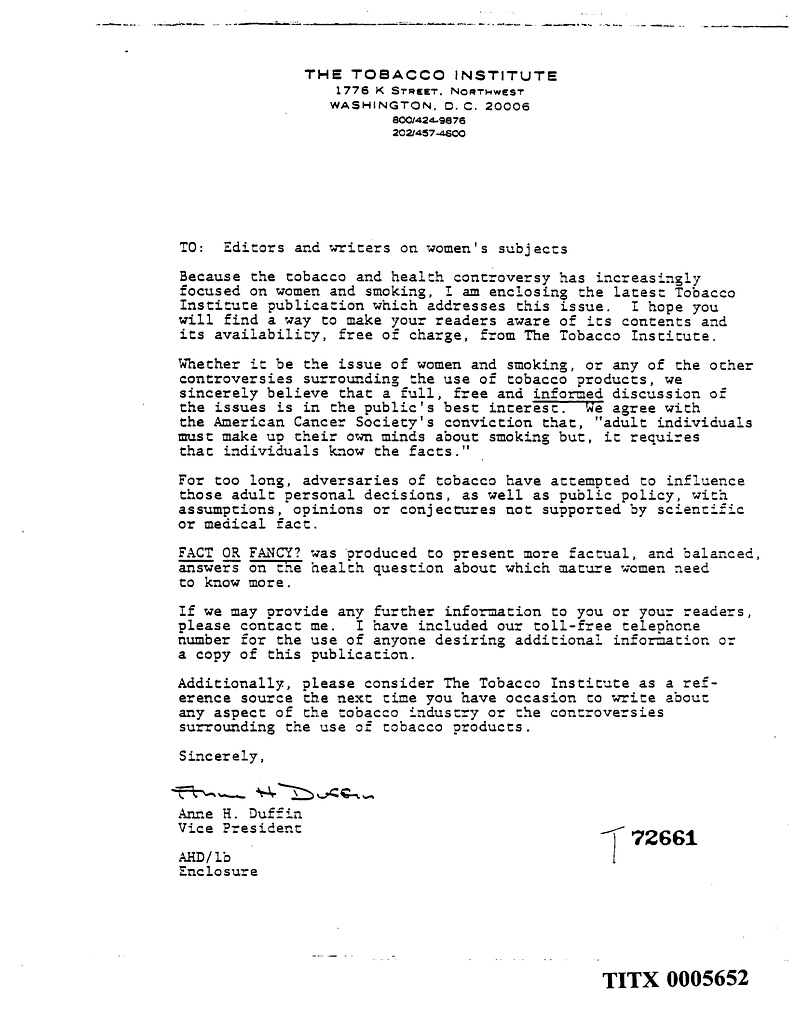 THE TOBACCO INSTITUTE
1776 K STREET, NORTHWEST
WASHINGTON, D. C. 20006
800/424-9876
202/457-4800
TO:  Editors and writers on women's subjects
Because the tobacco and health controversy has increasingly
focused on women and smoking, I am enclosing the latest Tobacco
Institute publication which addresses this issue.  I hope you
will find a way to make your readers aware of its contents and
its availability, free of charge, from The Tobacco Institute.
Whether it be the issue of women and smoking, or any of the other
controversies surrounding the use of tobacco products, we
sincerely believe that a full, free and informed discussion of
the issues is in the public's best interest.  We agree with
the American Cancer Society's conviction that, "adult individuals
must make up their own minds about smoking but, it requires
that individuals know the facts."
For too long, adversaries of tobacco have attempted to influence
those adult personal decisions, as well as public policy, with
assumptions, opinions or conjectures not supported by scientific
or medical fact.
FACT OR FANCY? was produced to present more factual, and balanced,
answers on the health question about which mature women need
to know more.
If we may provide any further information to you or your readers,
please contact me.  I have included our toll-free telephone
number for the use of anyone desiring additional information or
a copy of this publication.
Additionally, please consider The Tobacco Institute as a ref-
erence source the next time you have occasion to write about
any aspect of the tobacco industry or the controversies
surrounding the use of tobacco products.
Sincerely,
Anne H Duffin
Anne H. Duffin
Vice President
T 72661
AHD/lb
Enclosure
TITX 0005652